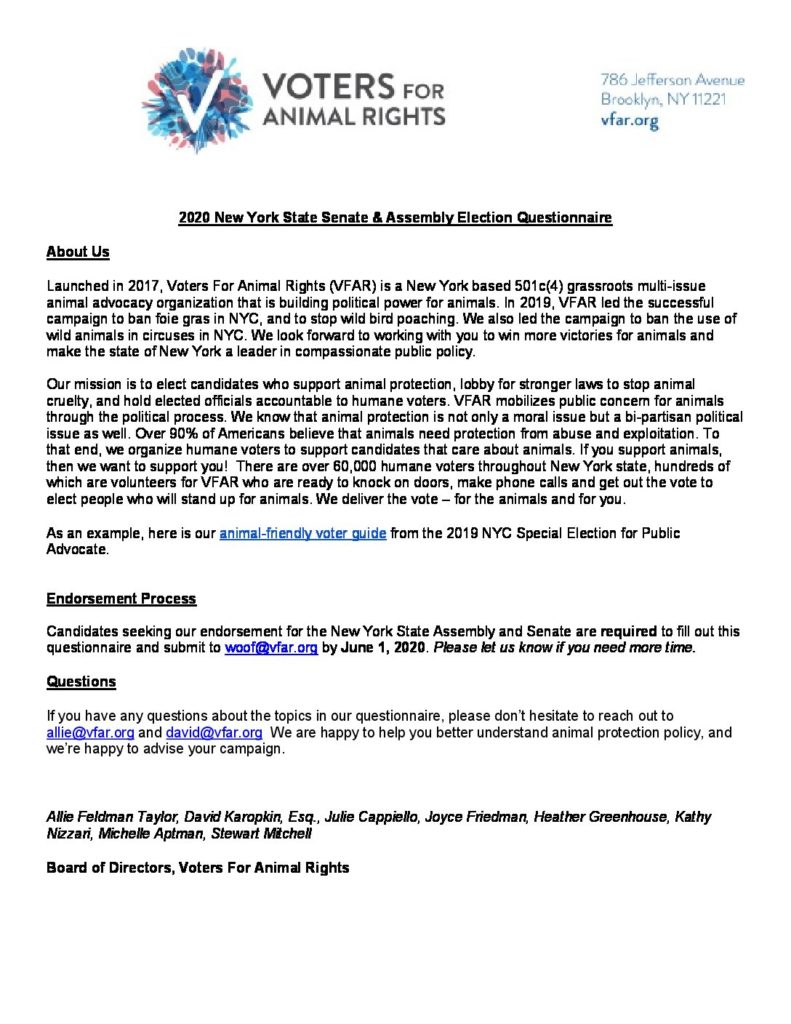 VOTERS FOR
ANIMAL RIGHTS
786 Jefferson Avenue
Brooklyn, NY 11221
vfar.org
2020 New York State Senate & Assembly Election Questionnaire
About Us
Launched in 2017, Voters For Animal Rights (VFAR) is a New York based 501c(4) grassroots multi-issue
animal advocacy organization that is building political power for animals. In 2019, VFAR led the successful
campaign to ban foie gras in NYC, and to stop wild bird poaching. We also led the campaign to ban the use of
wild animals in circuses in NYC. We look forward to working with you to win more victories for animals and
make the state of New York a leader in compassionate public policy.
Our mission is to elect candidates who support animal protection, lobby for stronger laws to stop animal
cruelty, and hold elected officials accountable to humane voters. VFAR mobilizes public concern for animals
through the political process. We know that animal protection is not only a moral issue but a bi-partisan political
issue as well. Over 90% of Americans believe that animals need protection from abuse and exploitation. To
that end, we organize humane voters to support candidates that care about animals. If you support animals,
then we want to support you! There are over 60,000 humane voters throughout New York state, hundreds of
which are volunteers for VFAR who are ready to knock on doors, make phone calls and get out the vote to
elect people who will stand up for animals. We deliver the vote – for the animals and for you.
As an example, here is our animal-friendly voter guide from the 2019 NYC Special Election for Public
Advocate.
Endorsement Process
Candidates seeking our endorsement for the New York State Assembly and Senate are required to fill out this
questionnaire and submit to woof@vfar.org by June 1, 2020. Please let us know if you need more time.
Questions
If you have any questions about the topics in our questionnaire, please don't hesitate to reach out to
allie@vfar.org and david@vfar.org We are happy to help you better understand animal protection policy, and
we're happy to advise your campaign.
Allie Feldman Taylor, David Karopkin, Esq., Julie Cappiello, Joyce Friedman, Heather Greenhouse, Kathy
Nizzari, Michelle Aptman, Stewart Mitchell
Board of Directors, Voters For Animal Rights